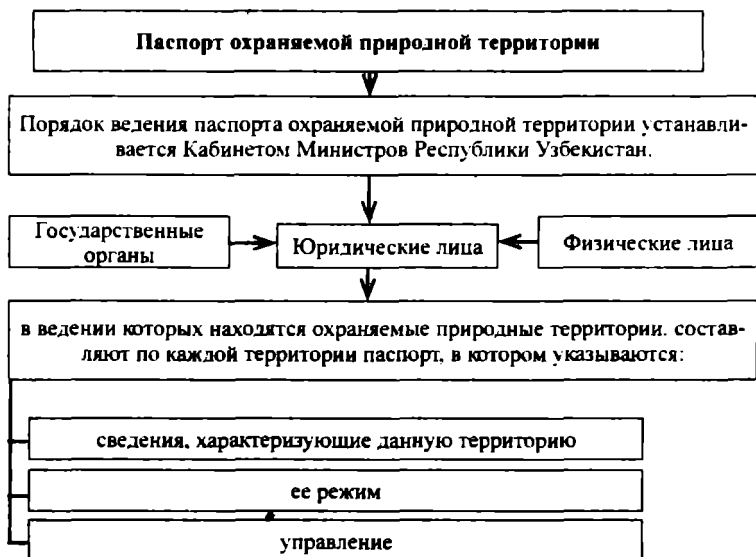 Паспорт охраняемой природной территории
Порядок ведения паспорта охраняемой природной территории устанавли-
вается Кабинетом Министров Республики Узбекистан.
Государственные
органы
Юридические лица
Физические лица
в ведении которых находятся охраняемые природные территории. состав-
ляют по каждой территории паспорт, в котором указываются:
сведения, характеризующие данную территорию
ее режим
управление